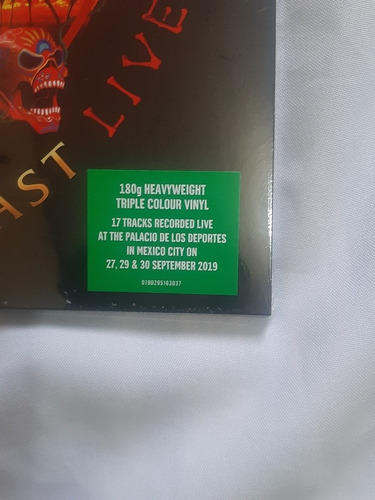 AST LIVE
180g HEAVYWEIGHT
TRIPLE COLOUR VINYL
17 TRACKS RECORDED LIVE
AT THE PALACIO DE LOS DEPORTES
IN MEXICO CITY ON
27, 29 & 30 SEPTEMBER 2019
0190295163037